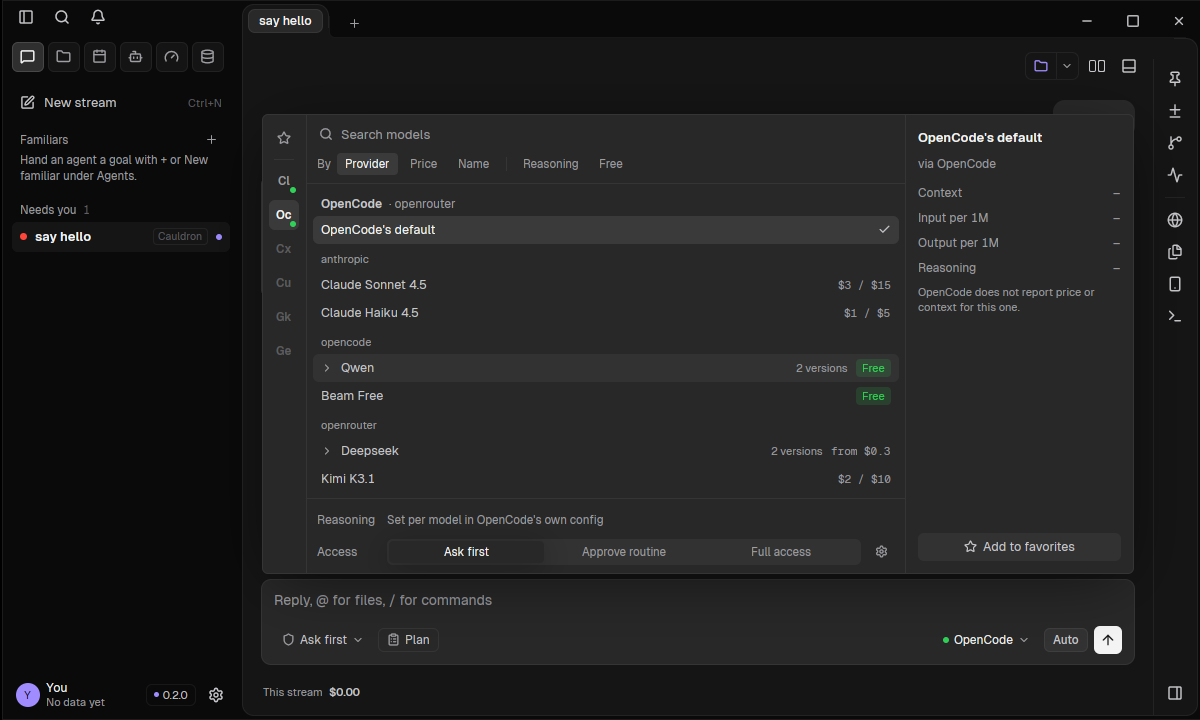 say hello
New stream Ctrl+N
Familiars
Hand an agent a goal with + or New
familiar under Agents.
Needs you 1
say hello Cauldron
You
No data yet
0.2.0
Y
Search models
By Provider Price Name Reasoning Free
Cl
Oc
Cx
Cu
Gk
Ge
OpenCode · openrouter
OpenCode's default
anthropic
Claude Sonnet 4.5 $3 / $15
Claude Haiku 4.5 $1 / $5
opencode
Qwen 2 versions Free
Beam Free Free
openrouter
Deepseek 2 versions from $0.3
Kimi K3.1 $2 / $10
Reasoning Set per model in OpenCode's own config
Access Ask first Approve routine Full access
OpenCode's default
via OpenCode
Context –
Input per 1M –
Output per 1M –
Reasoning –
OpenCode does not report price or
context for this one.
Add to favorites
Reply, @ for files, / for commands
Ask first Plan OpenCode Auto
This stream $0.00